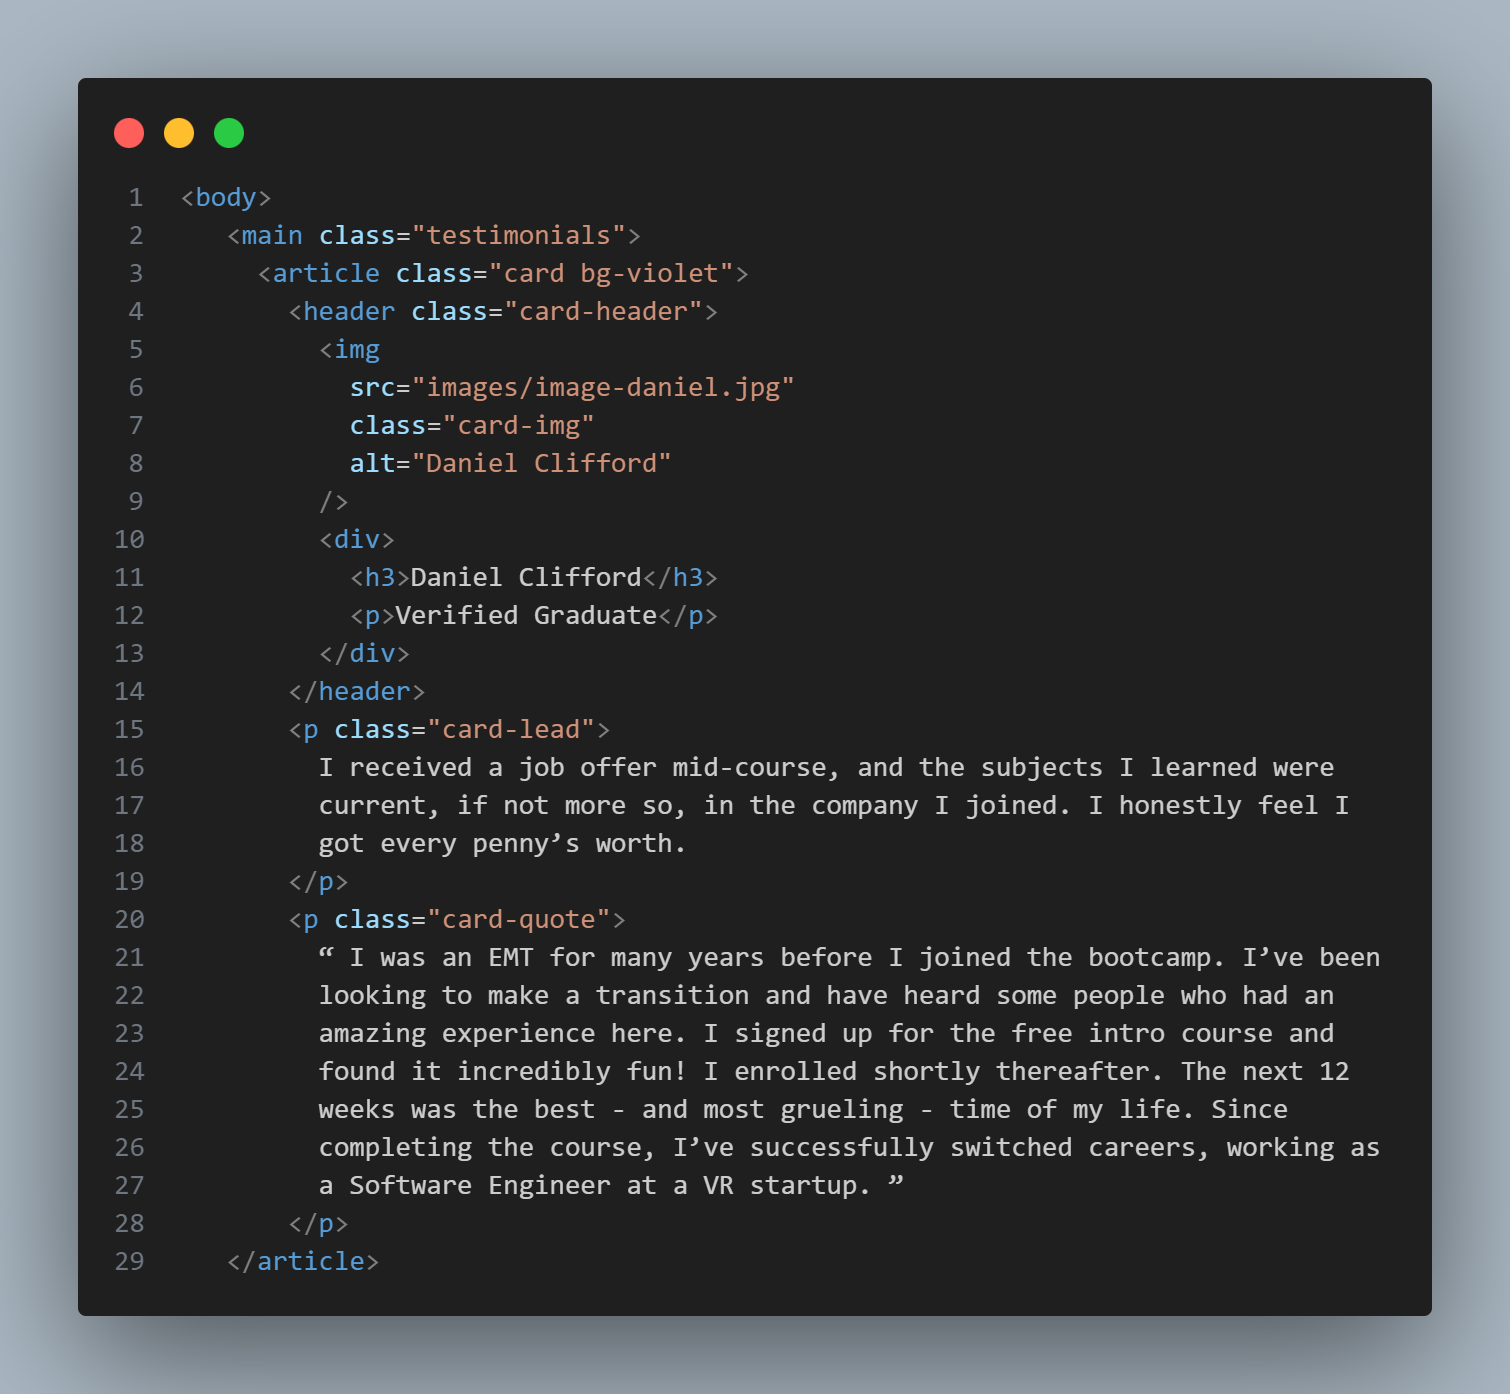 1 <body>
2 <main class="testimonials">
3 <article class="card bg-violet">
4 <header class="card-header">
5 <img
6 src="images/image-daniel.jpg"
7 class="card-img"
8 alt="Daniel Clifford"
9 />
10 <div>
11 <h3>Daniel Clifford</h3>
12 <p>Verified Graduate</p>
13 </div>
14 </header>
15 <p class="card-lead">
16 I received a job offer mid-course, and the subjects I learned were
17 current, if not more so, in the company I joined. I honestly feel I
18 got every penny’s worth.
19 </p>
20 <p class="card-quote">
21 “ I was an EMT for many years before I joined the bootcamp. I’ve been
22 looking to make a transition and have heard some people who had an
23 amazing experience here. I signed up for the free intro course and
24 found it incredibly fun! I enrolled shortly thereafter. The next 12
25 weeks was the best - and most grueling - time of my life. Since
26 completing the course, I’ve successfully switched careers, working as
27 a Software Engineer at a VR startup. ”
28 </p>
29 </article>